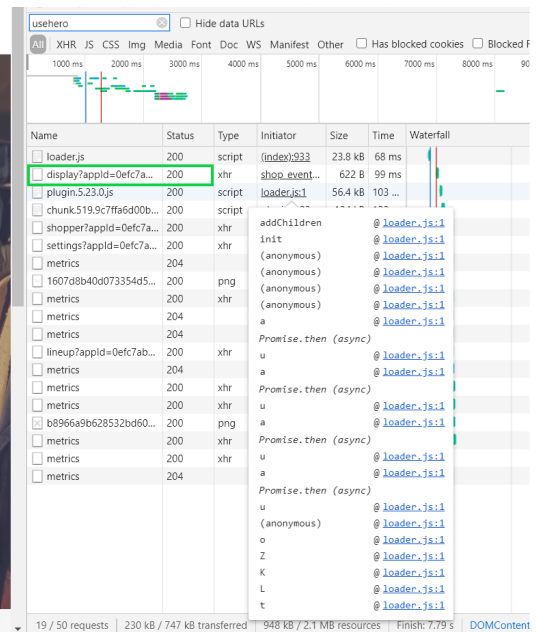 usehero
Hide data URLs
All XHR JS CSS Img Media Font Doc WS Manifest Other Has blocked cookies Blocked R
1000 ms 2000 ms 3000 ms 4000 ms 5000 ms 6000 ms 7000 ms 8000 ms 90
Name Status Type Initiator Size Time Waterfall
loader.js 200 script (index):933 23.8 kB 68 ms
display?appId=0efc7a... 200 xhr shop event... 622 B 99 ms
plugin.5.23.0.js 200 script loader.js:1 56.4 kB 103 ...
chunk.519.9c7ffa6d00b... 200 script
shopper?appId=0efc7a... 200 xhr
settings?appId=0efc7a... 200 xhr
metrics 204
1607d8b40d073354d5... 200 png
metrics 200 xhr
metrics 204
metrics 204
lineup?appId=0efc7ab... 200 xhr
metrics 204
metrics 200 xhr
metrics 200 xhr
b8966a9b628532bd60... 200 png
metrics 200 xhr
metrics 200 xhr
metrics 204
addChildren @ loader.js:1
init @ loader.js:1
(anonymous) @ loader.js:1
(anonymous) @ loader.js:1
(anonymous) @ loader.js:1
(anonymous) @ loader.js:1
a @ loader.js:1
Promise.then (async)
u @ loader.js:1
a @ loader.js:1
Promise.then (async)
u @ loader.js:1
a @ loader.js:1
Promise.then (async)
u @ loader.js:1
a @ loader.js:1
Promise.then (async)
u @ loader.js:1
(anonymous) @ loader.js:1
o @ loader.js:1
Z @ loader.js:1
K @ loader.js:1
L @ loader.js:1
t @ loader.js:1
19 / 50 requests 230 kB / 747 kB transferred 948 kB / 2.1 MB resources Finish: 7.79 s DOMContent